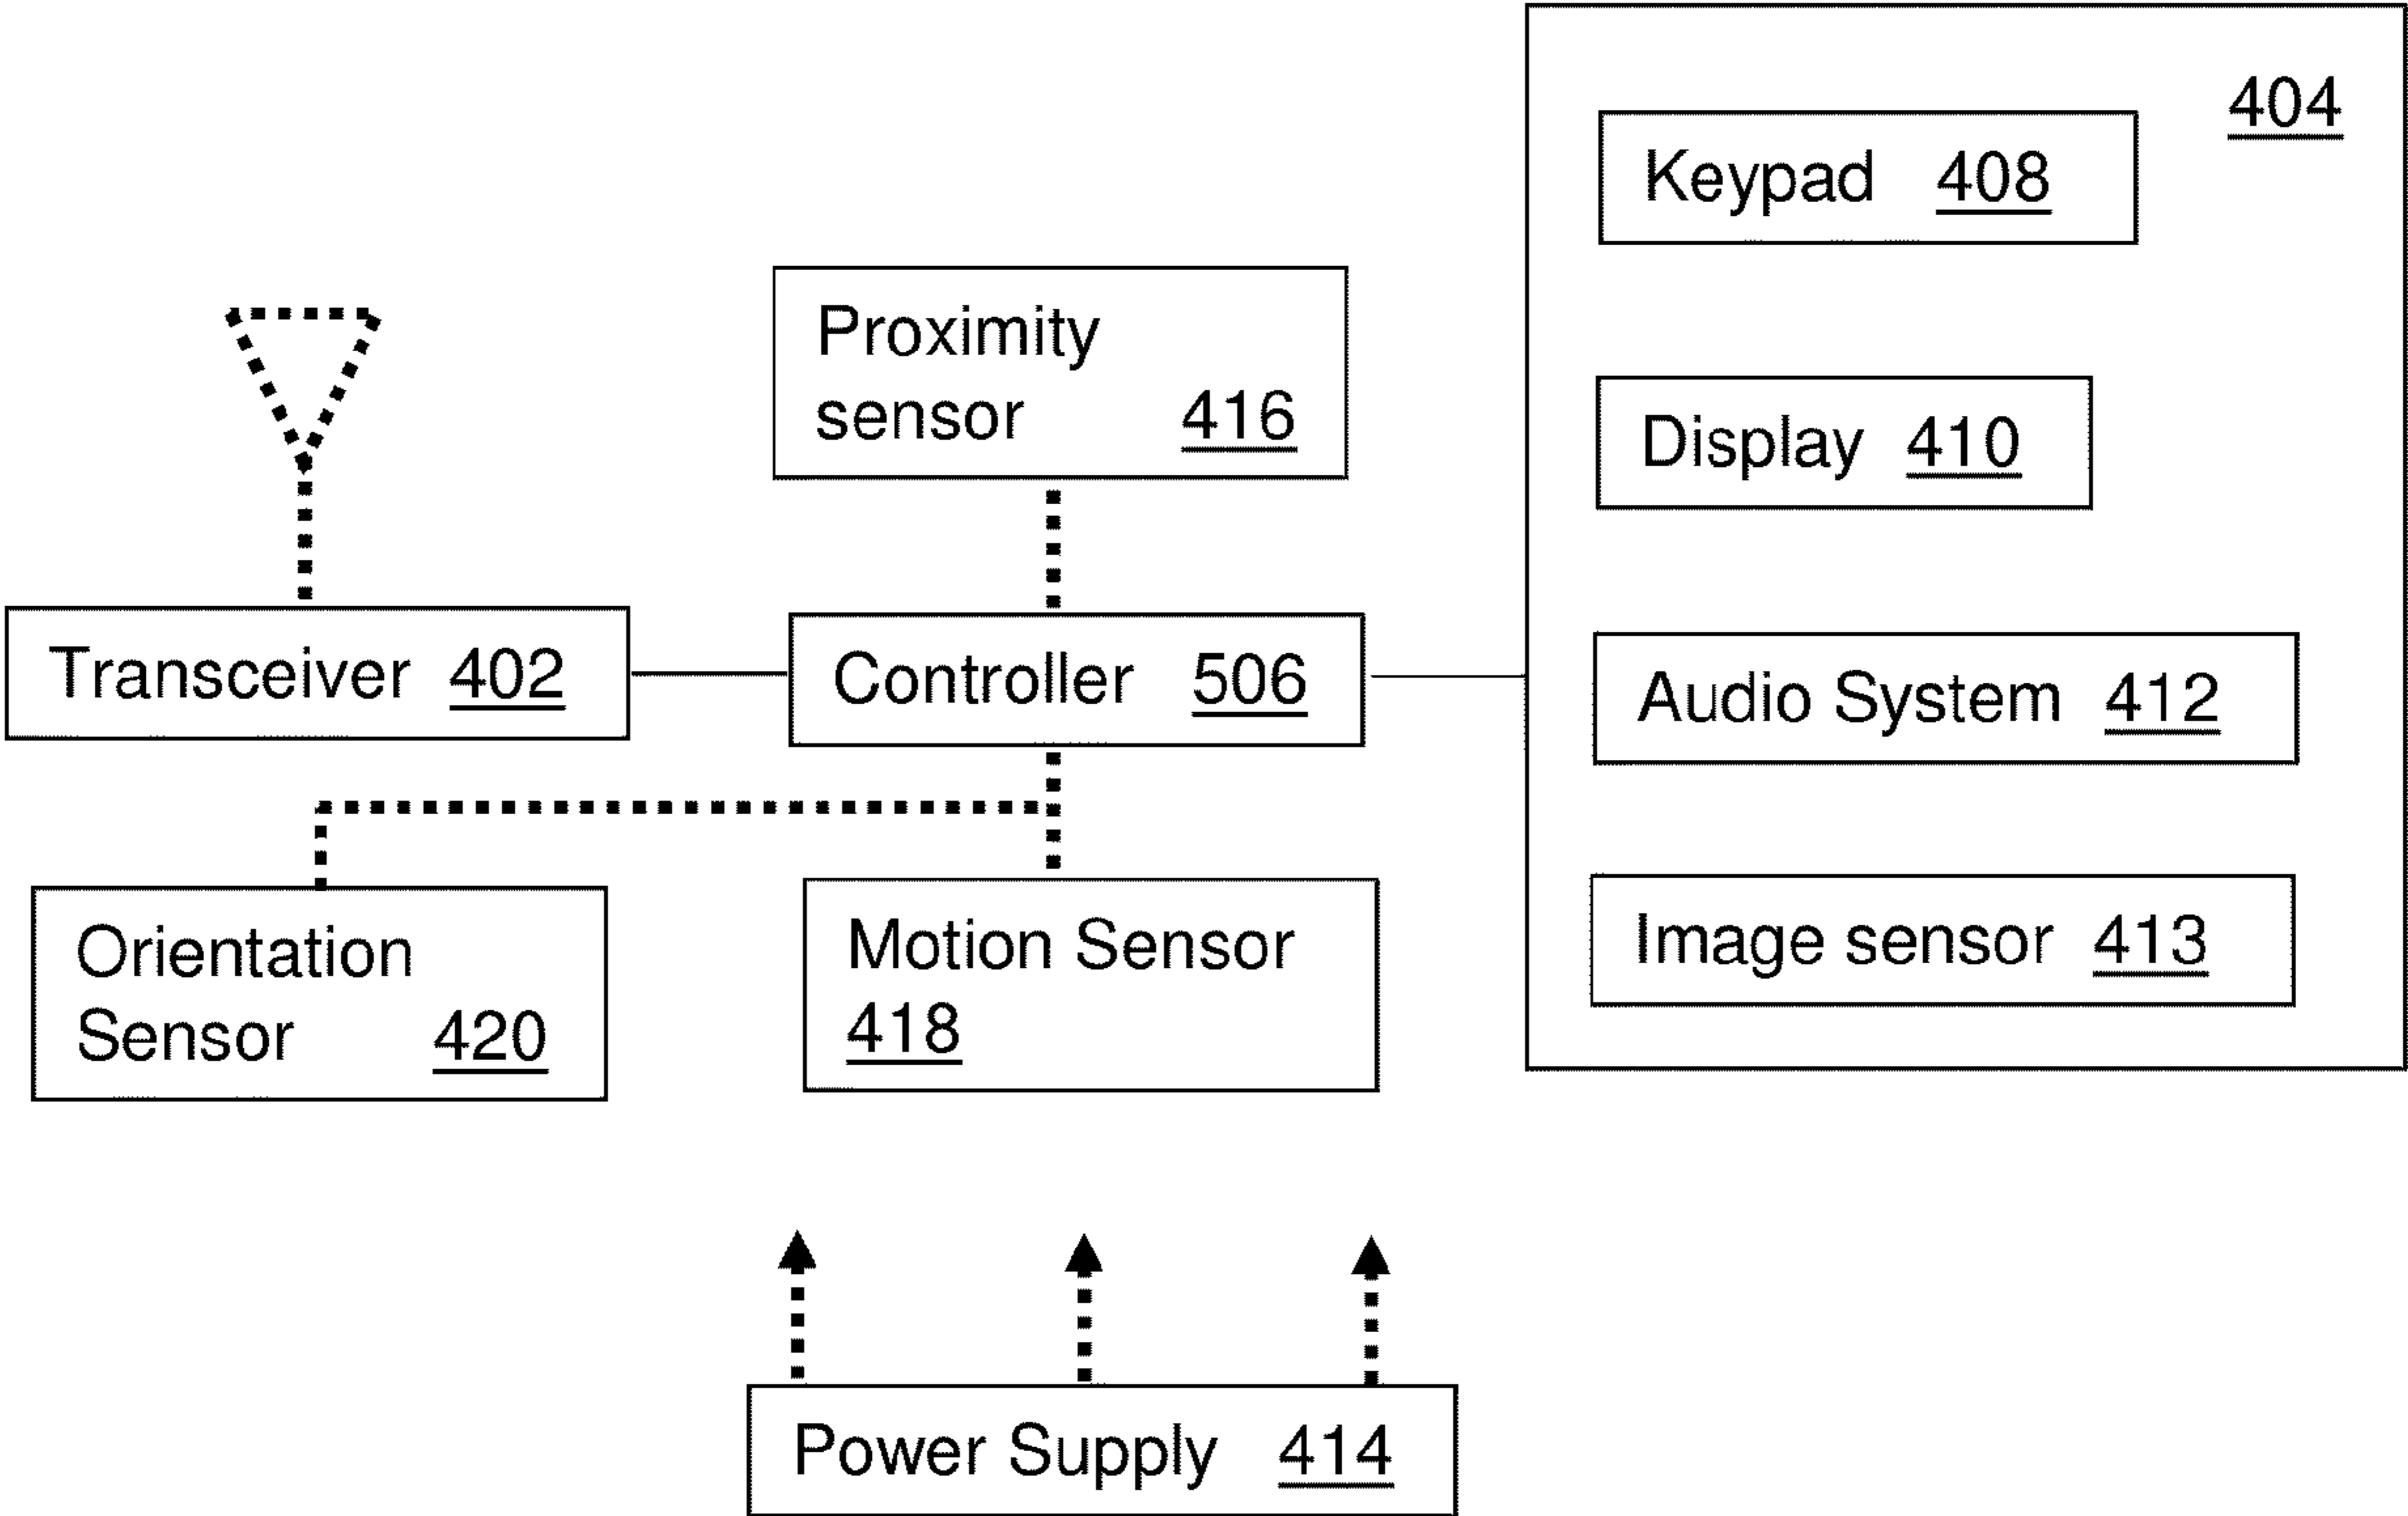 404
Keypad 408
Proximity
sensor 416
Display 410
Transceiver 402
Controller 506
Audio System 412
Orientation
Sensor 420
Motion Sensor
418
Image sensor 413
Power Supply 414